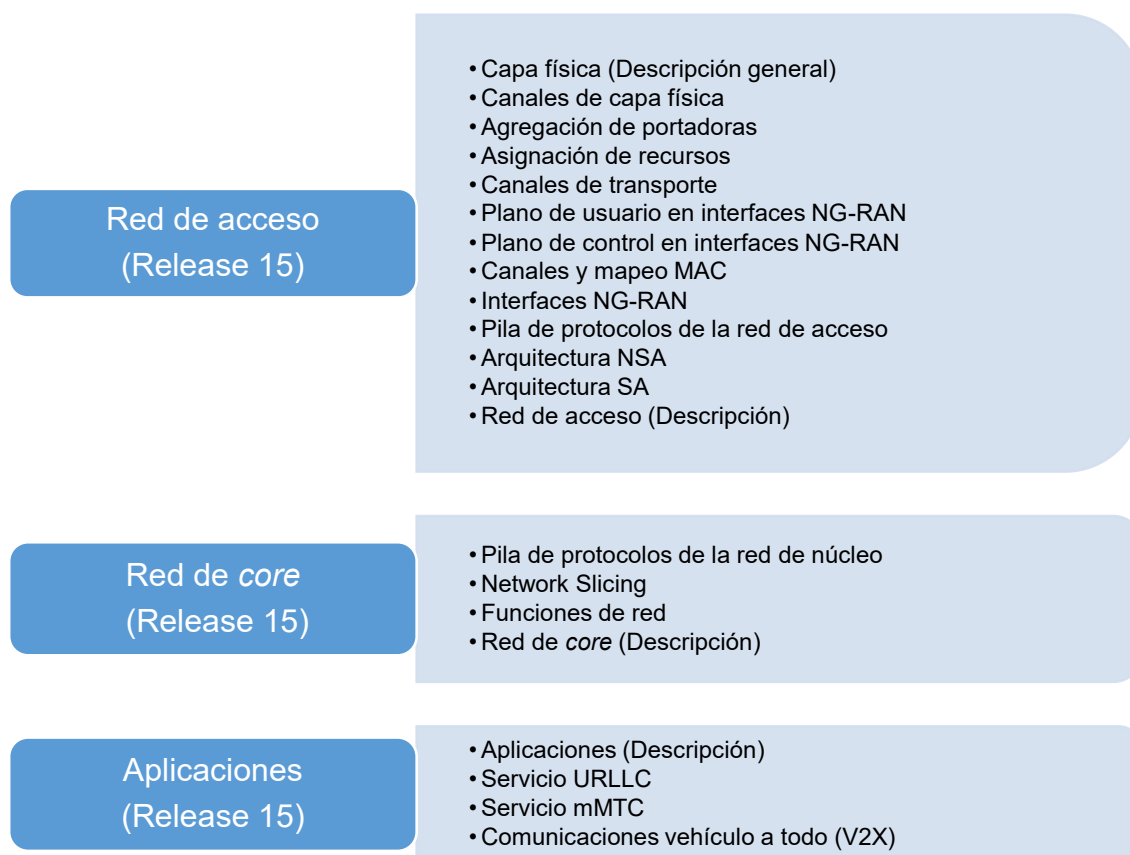 Red de acceso
(Release 15)
• Capa física (Descripción general)
• Canales de capa física
• Agregación de portadoras
• Asignación de recursos
• Canales de transporte
• Plano de usuario en interfaces NG-RAN
• Plano de control en interfaces NG-RAN
• Canales y mapeo MAC
• Interfaces NG-RAN
• Pila de protocolos de la red de acceso
• Arquitectura NSA
• Arquitectura SA
• Red de acceso (Descripción)
Red de core
(Release 15)
• Pila de protocolos de la red de núcleo
• Network Slicing
• Funciones de red
• Red de core (Descripción)
Aplicaciones
(Release 15)
• Aplicaciones (Descripción)
• Servicio URLLC
• Servicio mMTC
• Comunicaciones vehículo a todo (V2X)